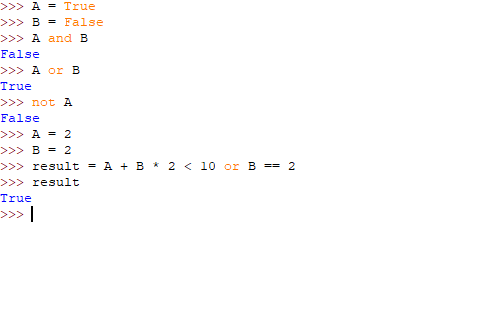 >>> A = True
>>> B = False
>>> A and B
False
>>> A or B
True
>>> not A
False
>>> A = 2
>>> B = 2
>>> result = A + B * 2 < 10 or B == 2
>>> result
True
>>>